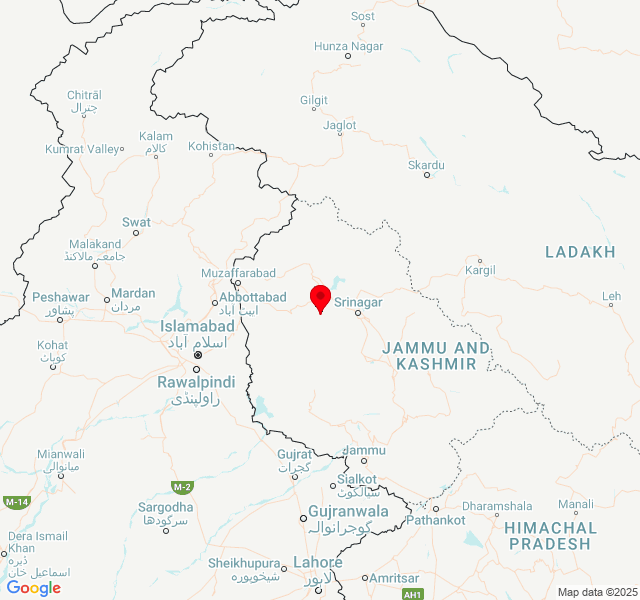 Sost
Hunza Nagar
Chitrāl
چترال
Gilgit
Jaglot
Kalam
کالام
Kumrat Valley
Kohistan
Skardu
Swat
Malakand
جامعہ مالاکنڈ
LADAKH
Kargil
Muzaffarabad
Leh
Peshawar
پشاور
Mardan
مردان
Abbottabad
ایبٹ آباد
Srinagar
Islamabad
اسلام آباد
Kohat
کوہاٹ
JAMMU AND
KASHMIR
Rawalpindi
راولپنڈی
Mianwali
میانوالی
Gujrat
گجرات
Jammu
M-2
Sialkot
سیالکوٹ
M-14
Sargodha
سرگودھا
Gujranwala
گوجرانوالہ
Pathankot
Dharamshala
Manali
HIMACHAL
PRADESH
Dera Ismail
Khan
ڈیرہ
اسماعیل خان
Sheikhupura
شیخوپورہ
Lahore
لاہور
Amritsar
AH1
Google
Map data ©2025